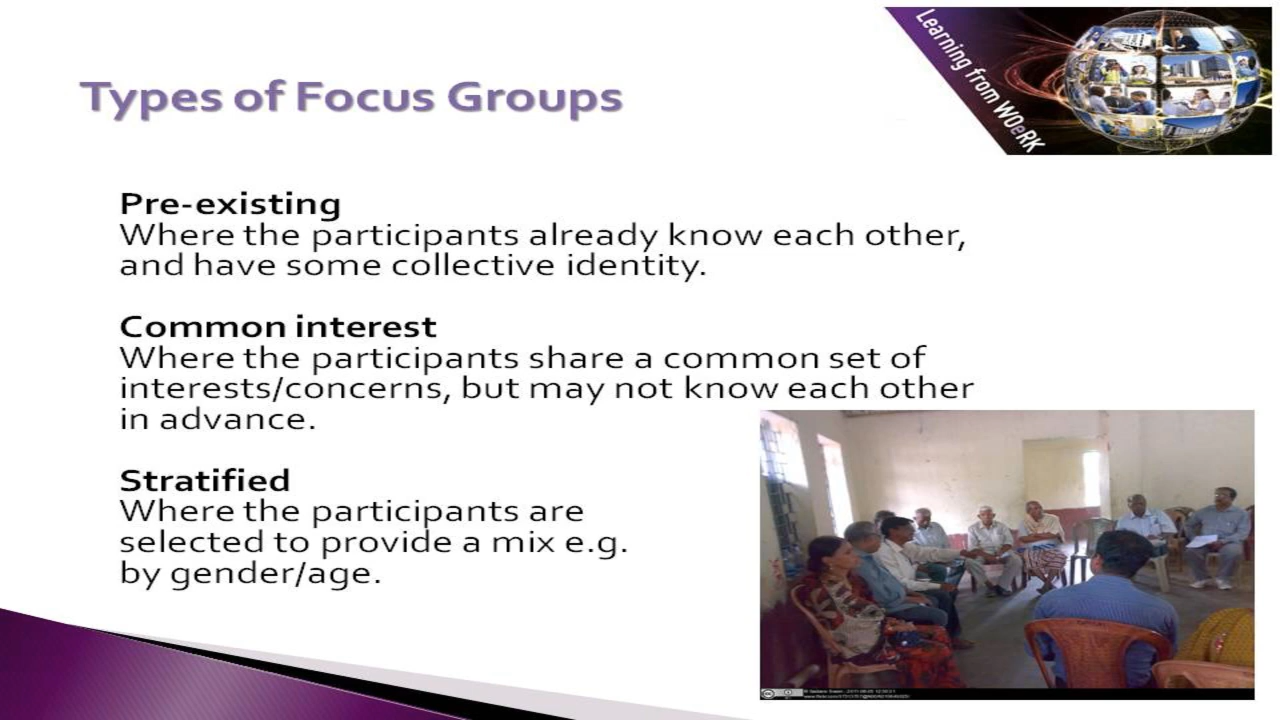 Types of Focus Groups
Learning from WOeRK
Pre-existing
Where the participants already know each other,
and have some collective identity.
Common interest
Where the participants share a common set of
interests/concerns, but may not know each other
in advance.
Stratified
Where the participants are
selected to provide a mix e.g.
by gender/age.